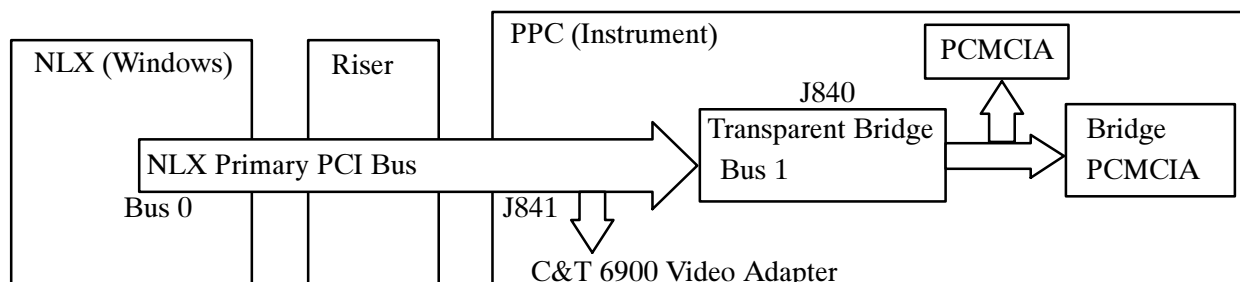 PPC (Instrument)
NLX (Windows)
Riser
PCMCIA
J840
Transparent Bridge
Bus 1
Bridge
PCMCIA
NLX Primary PCI Bus
Bus 0
J841
C&T 6900 Video Adapter